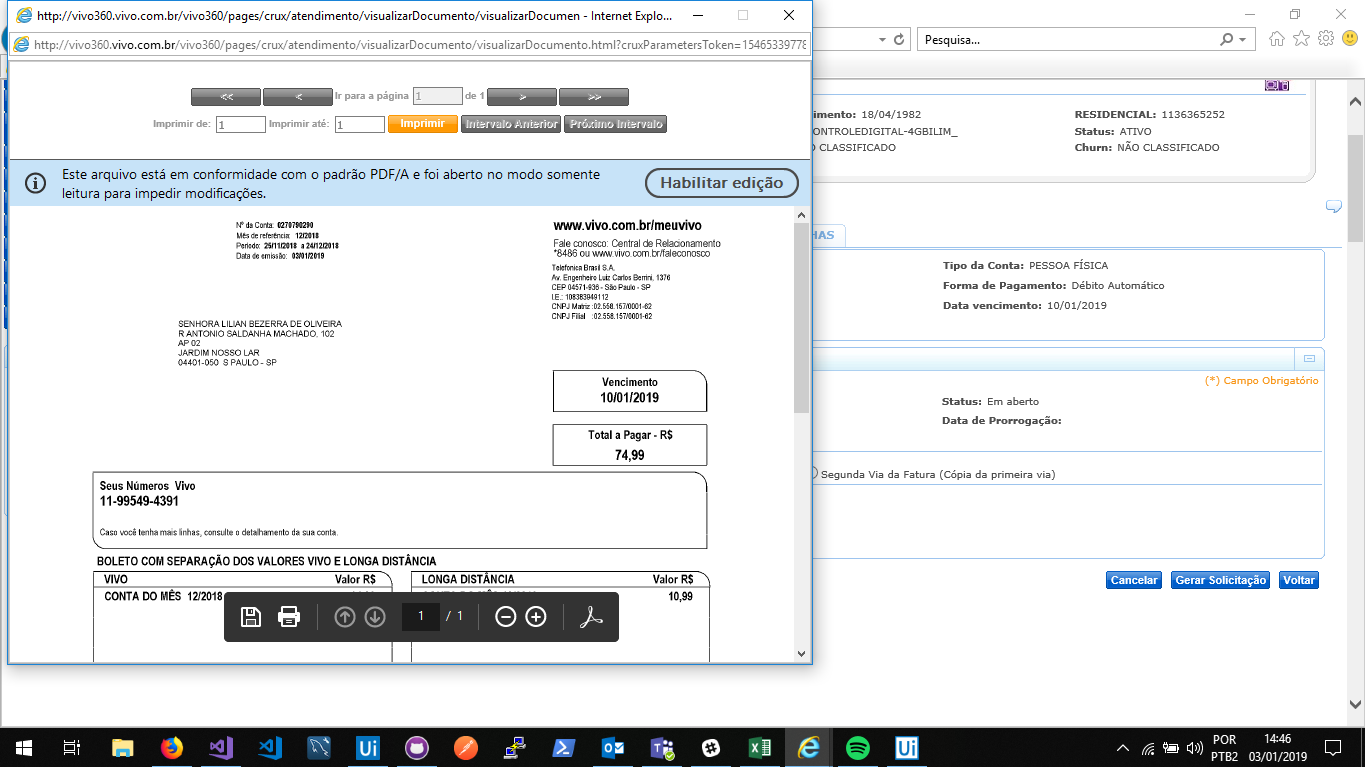 http://vivo360.vivo.com.br/vivo360/pages/crux/atendimento/visualizarDocumento/visualizarDocumen - Internet Explo...
http://vivo360.vivo.com.br/vivo360/pages/crux/atendimento/visualizarDocumento/visualizarDocumento.html?cruxParametersToken=15465339778
Pesquisa...
<< < Ir para a página 1 de 1 > >>
Imprimir de: 1 Imprimir até: 1 Imprimir Intervalo Anterior Próximo Intervalo
Este arquivo está em conformidade com o padrão PDF/A e foi aberto no modo somente
leitura para impedir modificações.
Habilitar edição
Nº da Conta: 0270790290
Mês de referência: 12/2018
Período: 25/11/2018 a 24/12/2018
Data de emissão: 03/01/2019
www.vivo.com.br/meuvivo
Fale conosco: Central de Relacionamento
*8486 ou www.vivo.com.br/faleconosco
Telefonica Brasil S.A.
Av. Engenheiro Luiz Carlos Berrini, 1376
CEP 04571-936 - São Paulo - SP
I.E.: 108383949112
CNPJ Matriz :02.558.157/0001-62
CNPJ Filial :02.558.157/0001-62
SENHORA LILIAN BEZERRA DE OLIVEIRA
R ANTONIO SALDANHA MACHADO, 102
AP 02
JARDIM NOSSO LAR
04401-050 S PAULO - SP
Vencimento
10/01/2019
Total a Pagar - R$
74,99
Seus Números Vivo
11-99549-4391
Caso você tenha mais linhas, consulte o detalhamento da sua conta.
BOLETO COM SEPARAÇÃO DOS VALORES VIVO E LONGA DISTÂNCIA
VIVO Valor R$
CONTA DO MÊS 12/2018
LONGA DISTÂNCIA Valor R$
10,99
1 / 1
imento: 18/04/1982
ONTROLEDIGITAL-4GBILIM_
O CLASSIFICADO
RESIDENCIAL: 1136365252
Status: ATIVO
Churn: NÃO CLASSIFICADO
HAS
Tipo da Conta: PESSOA FÍSICA
Forma de Pagamento: Débito Automático
Data vencimento: 10/01/2019
(*) Campo Obrigatório
Status: Em aberto
Data de Prorrogação:
Segunda Via da Fatura (Cópia da primeira via)
Cancelar Gerar Solicitação Voltar
Ui
Ui
POR
PTB2
14:46
03/01/2019